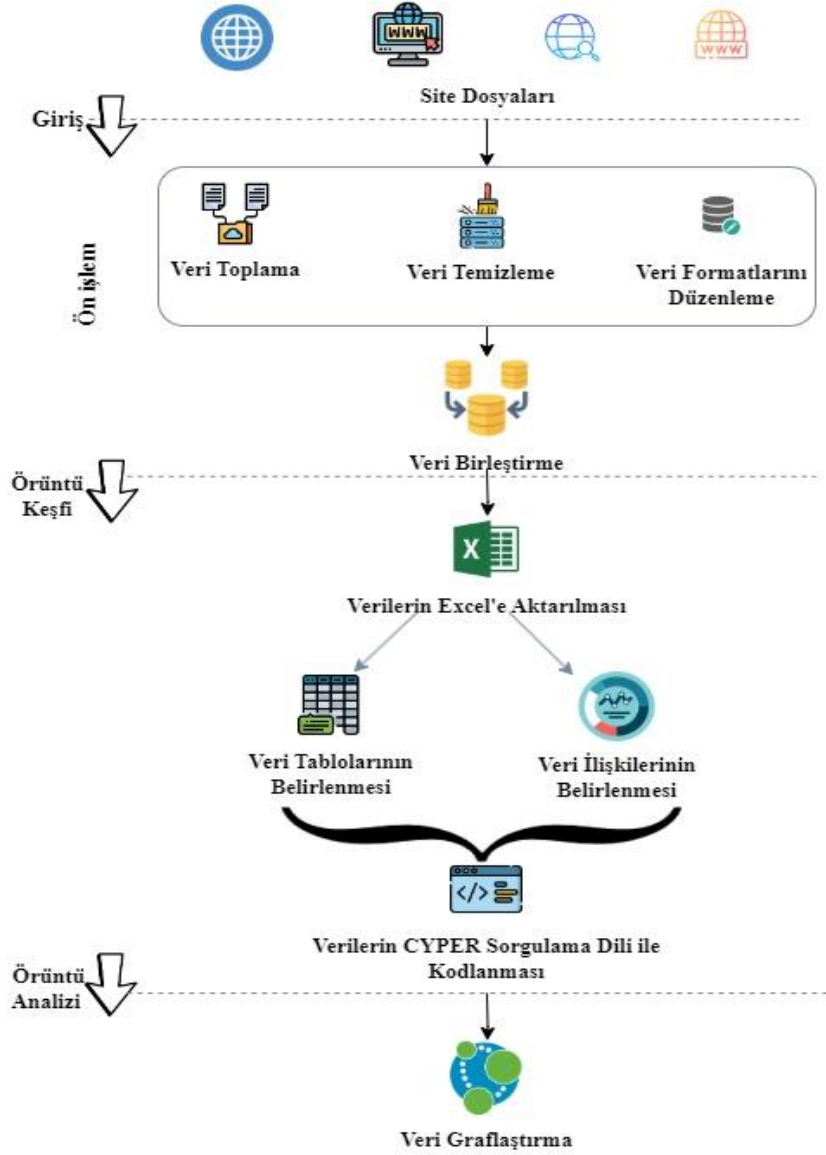 WWW
WWW
Site Dosyaları
Giriş
Veri Toplama
Veri Temizleme
Veri Formatlarını
Düzenleme
Ön işlem
Veri Birleştirme
Örüntü
Keşfi
X
Verilerin Excel'e Aktarılması
Veri Tablolarının
Belirlenmesi
Veri İlişkilerinin
Belirlenmesi
</>
Verilerin CYPER Sorgulama Dili ile
Kodlanması
Örüntü
Analizi
Veri Graflaştırma